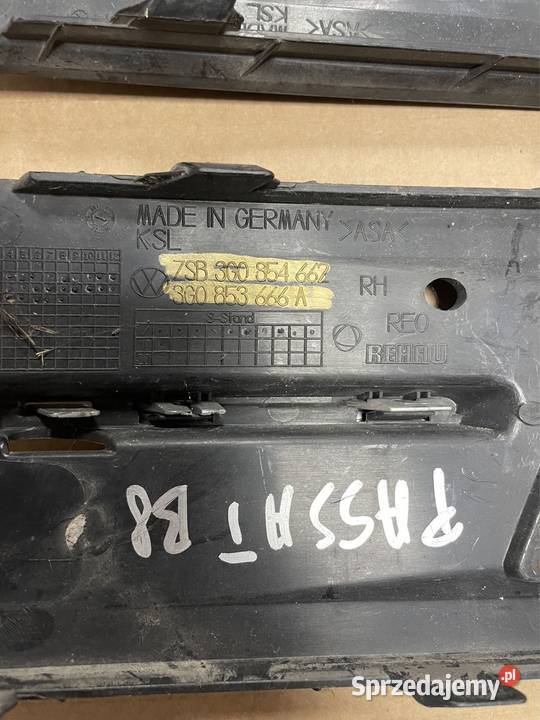 >ASA<
KSL
MADE IN GERMANY >ASA<
KSL
ZSB 3G0 854 662
3G0 853 666 A
RH
S-Stand
REO
REHAU
PASSAT B8
Sprzedajemy.pl